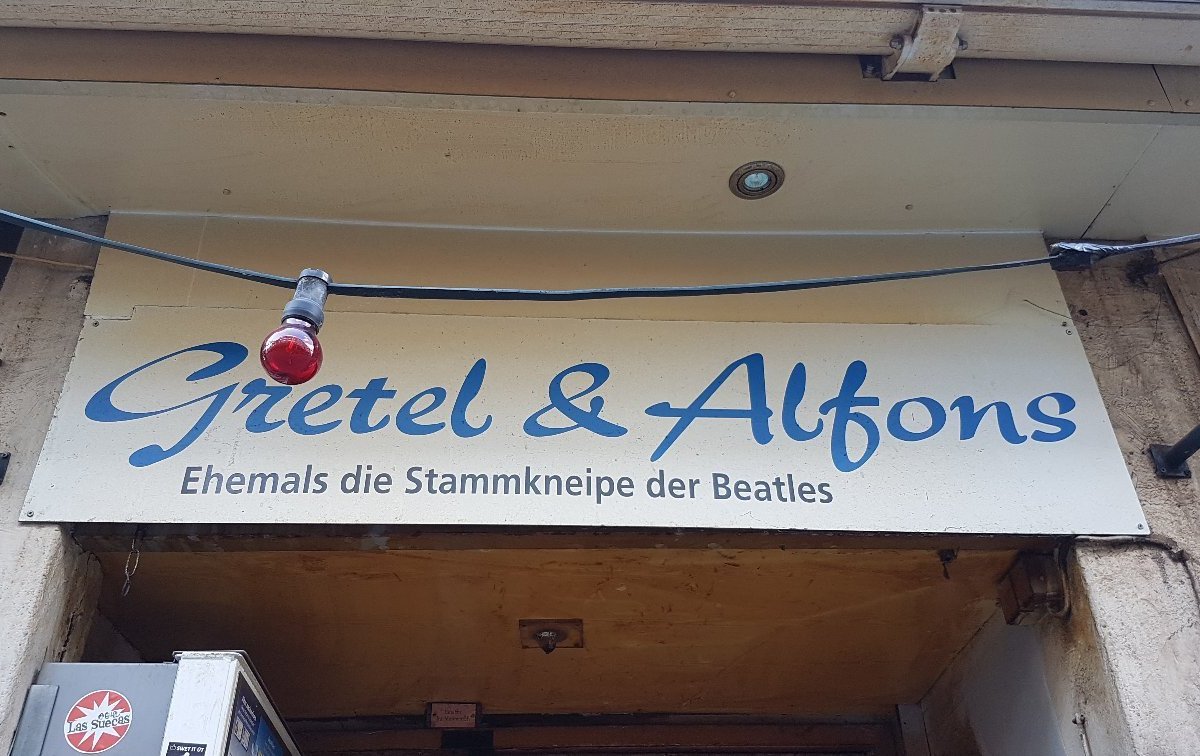 Gretel & Alfons
Ehemals die Stammkneipe der Beatles
Las Suecas